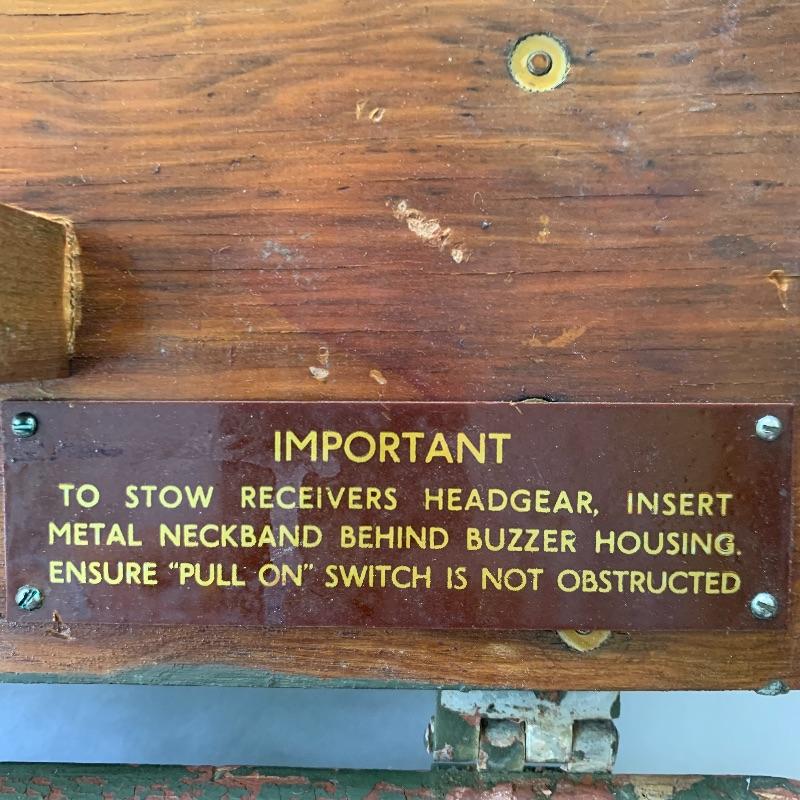 IMPORTANT
TO STOW RECEIVERS HEADGEAR, INSERT
METAL NECKBAND BEHIND BUZZER HOUSING.
ENSURE “PULL ON” SWITCH IS NOT OBSTRUCTED